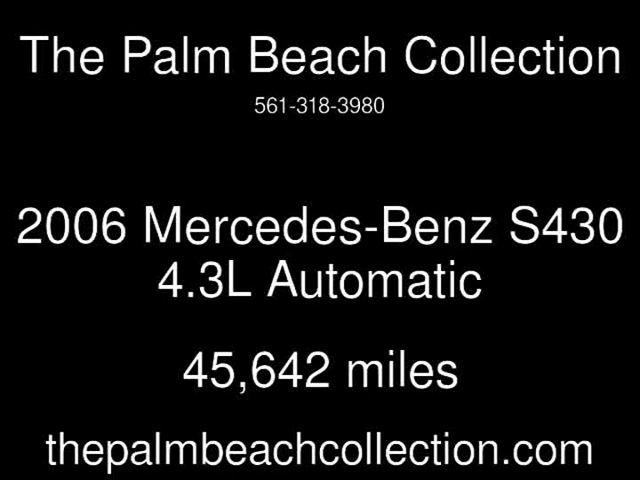 The Palm Beach Collection
561-318-3980
2006 Mercedes-Benz S430
4.3L Automatic
45,642 miles
thepalmbeachcollection.com